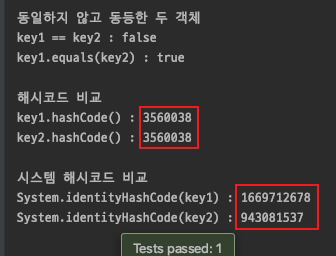 동일하지 않고 동등한 두 객체
key1 == key2 : false
key1.equals(key2) : true
해시코드 비교
key1.hashCode() : 3560038
key2.hashCode() : 3560038
시스템 해시코드 비교
System.identityHashCode(key1) : 1669712678
System.identityHashCode(key2) : 943081537
Tests passed: 1